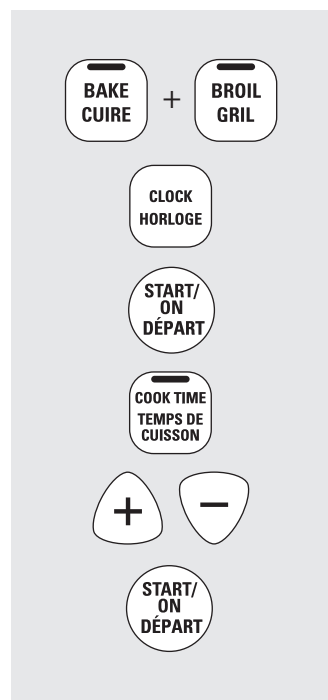 BAKE
CUIRE
+
BROIL
GRIL
CLOCK
HORLOGE
START/
ON
DÉPART
COOK TIME
TEMPS DE
CUISSON
+
−
START/
ON
DÉPART